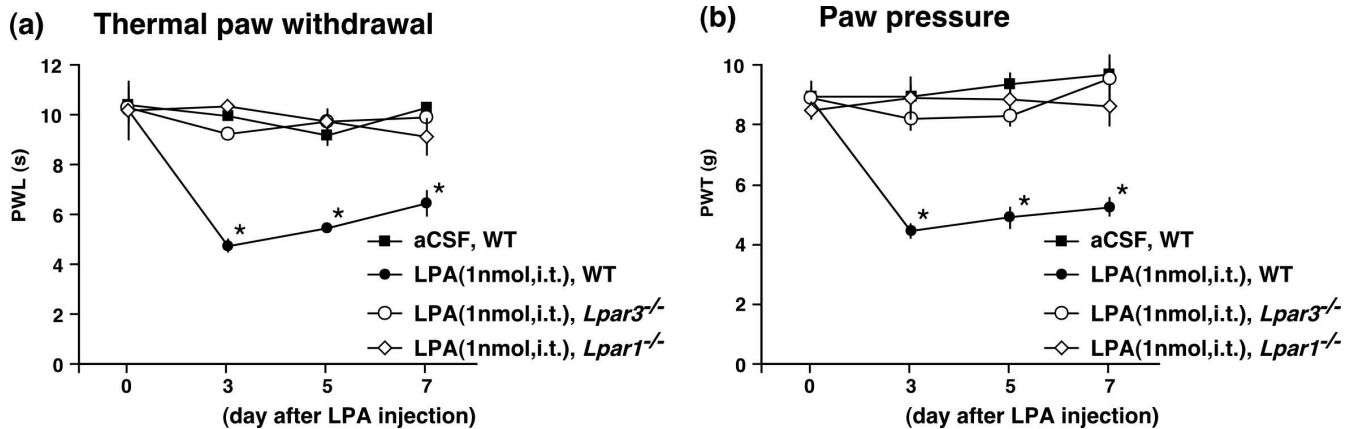 (a) Thermal paw withdrawal
12
10
8
6
4
2
0
PWL (s)
*
*
*
aCSF, WT
LPA(1nmol,i.t.), WT
LPA(1nmol,i.t.), Lpar3-/-
LPA(1nmol,i.t.), Lpar1-/-
0 3 5 7
(day after LPA injection)
(b) Paw pressure
10
8
6
4
2
0
PWT (g)
*
*
*
aCSF, WT
LPA(1nmol,i.t.), WT
LPA(1nmol,i.t.), Lpar3-/-
LPA(1nmol,i.t.), Lpar1-/-
0 3 5 7
(day after LPA injection)